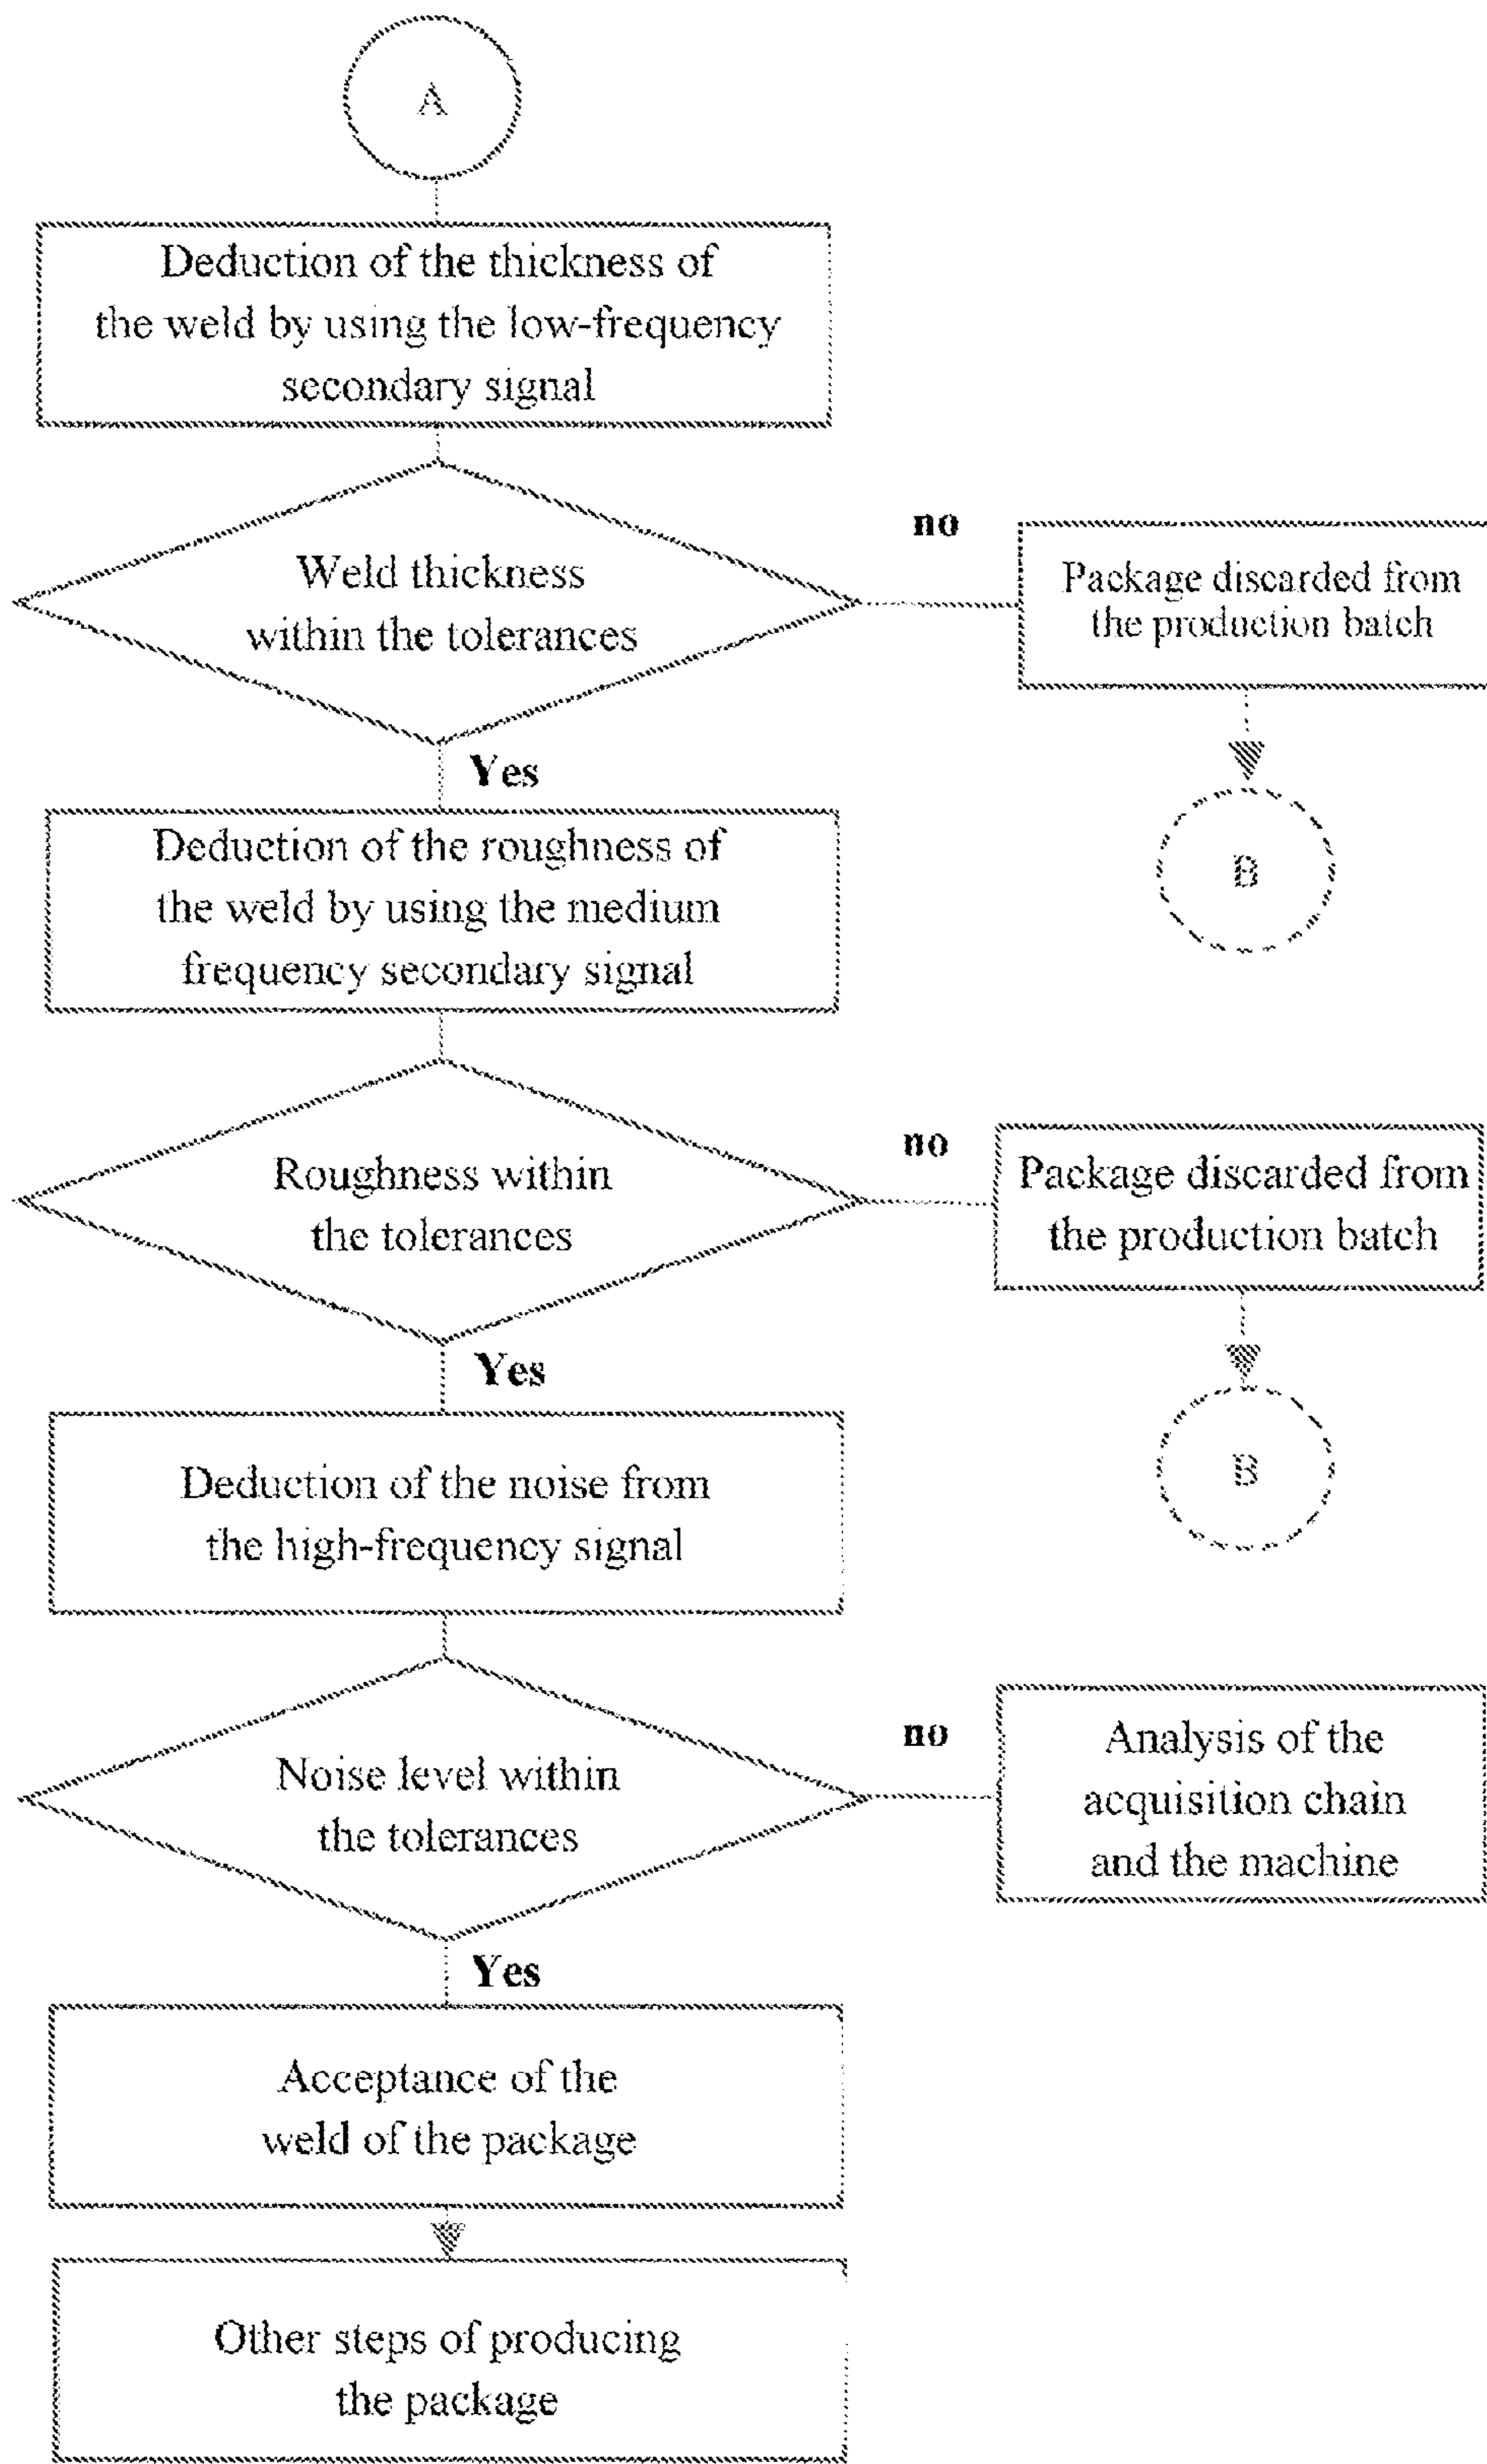 A
Deduction of the thickness of
the weld by using the low-frequency
secondary signal
Weld thickness
within the tolerances
no
Package discarded from
the production batch
Yes
B
Deduction of the roughness of
the weld by using the medium
frequency secondary signal
Roughness within
the tolerances
no
Package discarded from
the production batch
Yes
B
Deduction of the noise from
the high-frequency signal
Noise level within
the tolerances
no
Analysis of the
acquisition chain
and the machine
Yes
Acceptance of the
weld of the package
Other steps of producing
the package